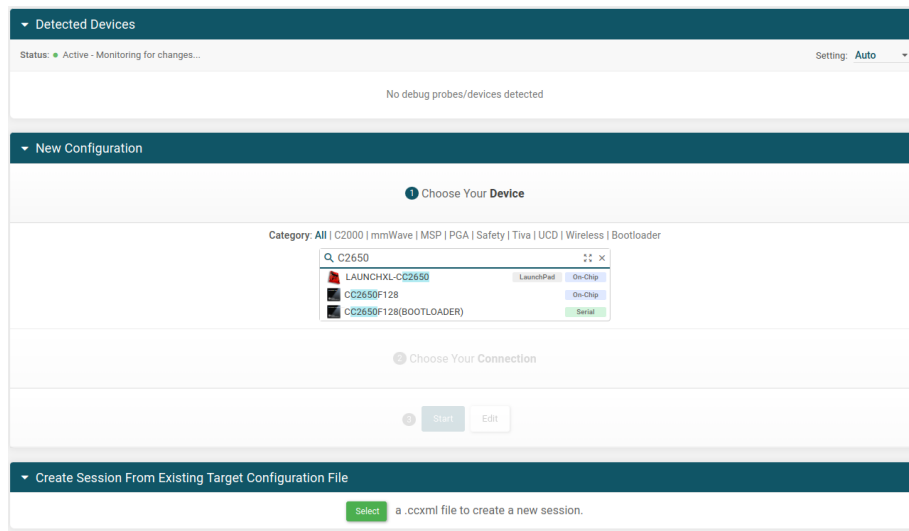 Detected Devices
Status: Active - Monitoring for changes... Setting: Auto
No debug probes/devices detected
New Configuration
1 Choose Your Device
Category: All | C2000 | mmWave | MSP | PGA | Safety | Tiva | UCD | Wireless | Bootloader
C2650
LAUNCHXL-CC2650 LaunchPad On-Chip
CC2650F128 On-Chip
CC2650F128(BOOTLOADER) Serial
2 Choose Your Connection
3 Start Edit
Create Session From Existing Target Configuration File
Select a .ccxml file to create a new session.